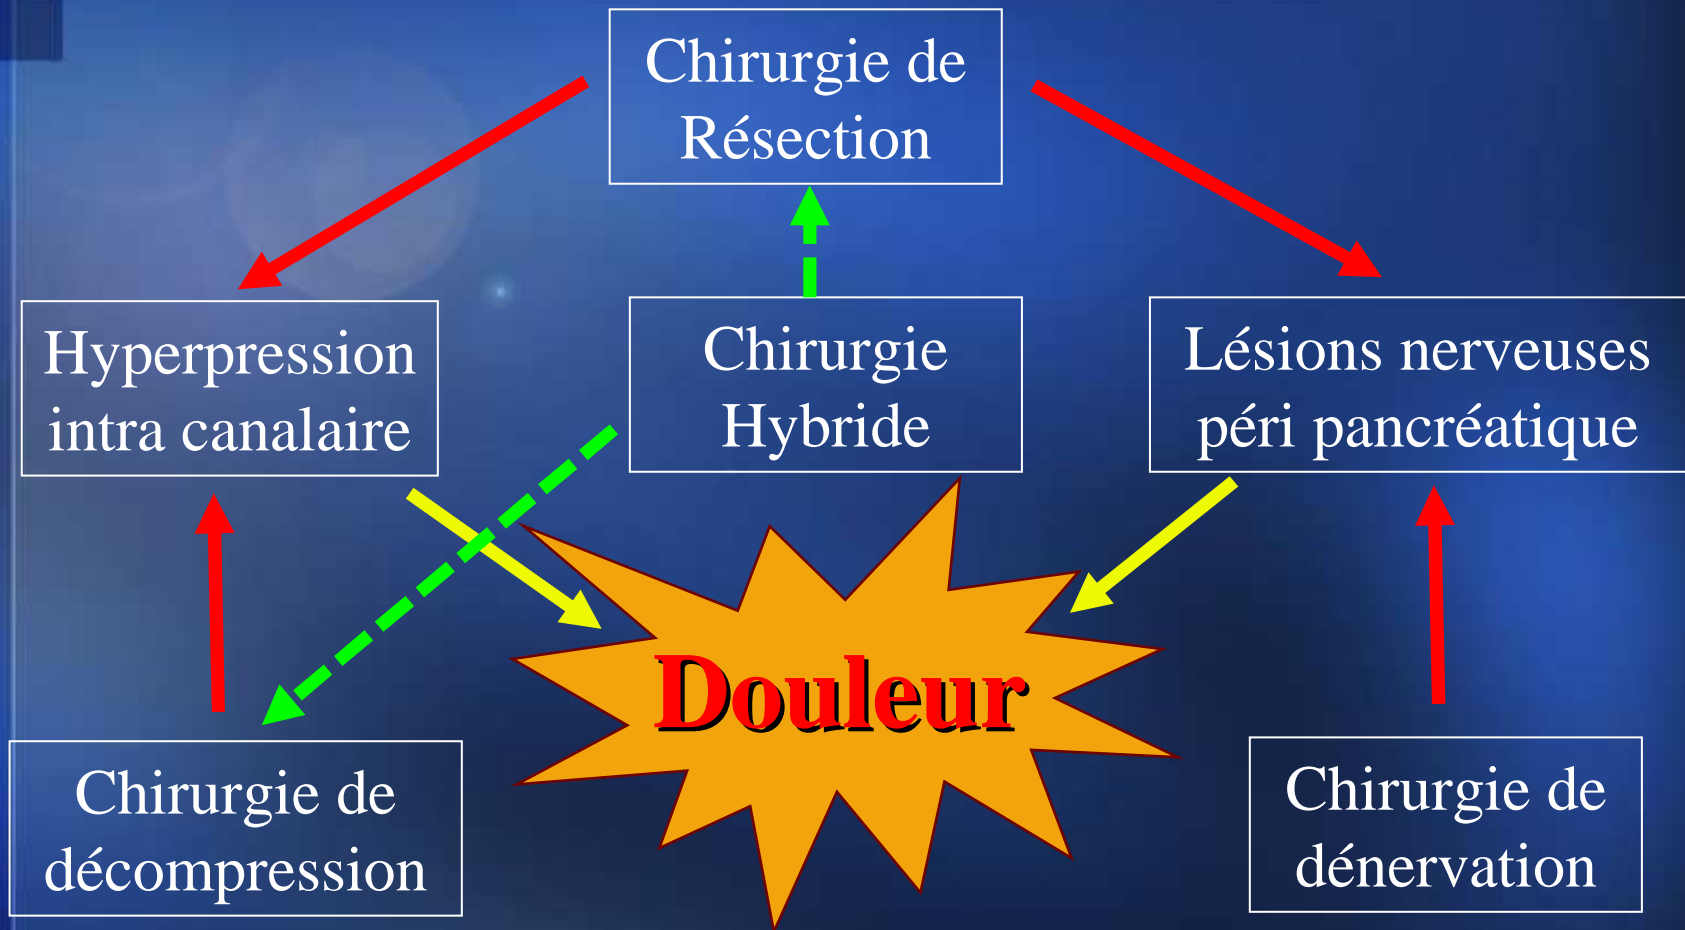 Chirurgie de
Résection
Hyperpression
intra canalaire
Chirurgie
Hybride
Lésions nerveuses
péri pancréatique
Douleur
Chirurgie de
décompression
Chirurgie de
dénervation